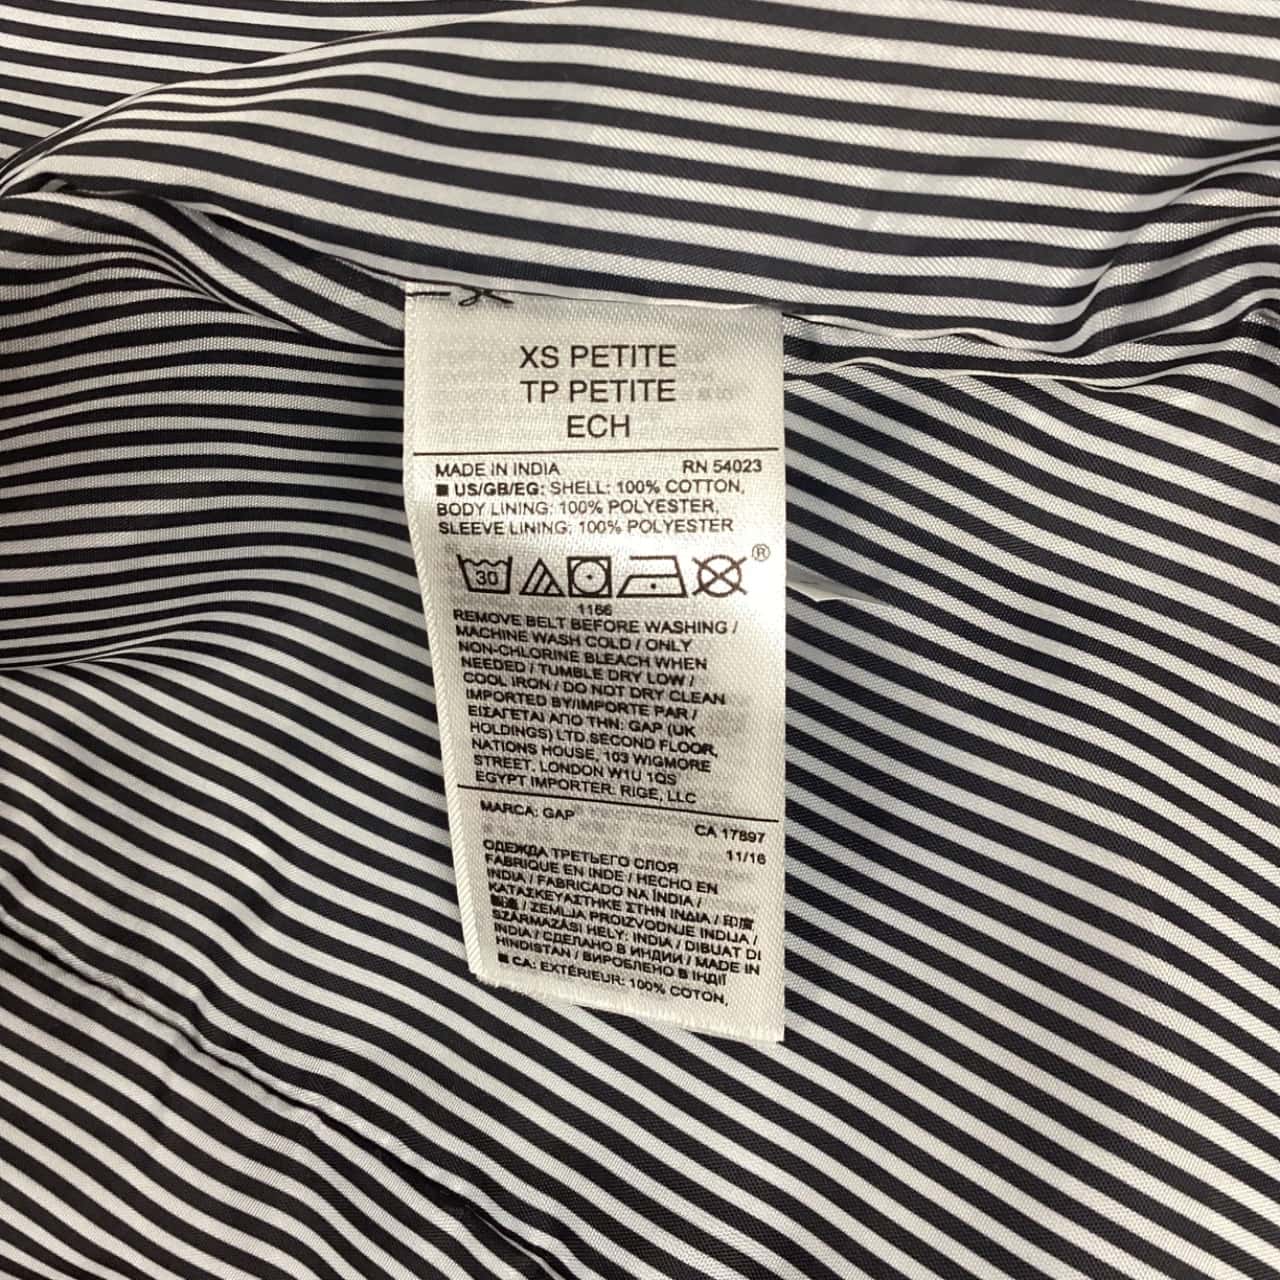 XS PETITE
TP PETITE
ECH
MADE IN INDIA RN 54023
■ US/GB/EG: SHELL: 100% COTTON,
BODY LINING: 100% POLYESTER,
SLEEVE LINING: 100% POLYESTER
30 ®
1166
REMOVE BELT BEFORE WASHING /
MACHINE WASH COLD / ONLY
NON-CHLORINE BLEACH WHEN
NEEDED / TUMBLE DRY LOW /
COOL IRON / DO NOT DRY CLEAN
IMPORTED BY/IMPORTE PAR /
ΕΙΣΑΓΕΤΑΙ ΑΠΟ ΤΗΝ: GAP (UK
HOLDINGS) LTD.SECOND FLOOR,
NATIONS HOUSE, 103 WIGMORE
STREET, LONDON W1U 1QS
EGYPT IMPORTER: RIGE, LLC
MARCA: GAP
CA 17897
11/16
ОДЕЖДА ТРЕТЬЕГО СЛОЯ
FABRIQUE EN INDE / HECHO EN
INDIA / FABRICADO NA ÍNDIA /
ΚΑΤΑΣΚΕΥΑΣΤΗΚΕ ΣΤΗΝ ΙΝΔΙΑ / 印度
製造 / ZEMLJA PROIZVODNJE INDIJA /
SZÁRMAZÁSI HELY: INDIA / DIBUAT DI
INDIA / СДЕЛАНО В ИНДИИ / MADE IN
HINDISTAN / ВИРОБЛЕНО В ІНДІЇ
■ CA: EXTÉRIEUR: 100% COTON,